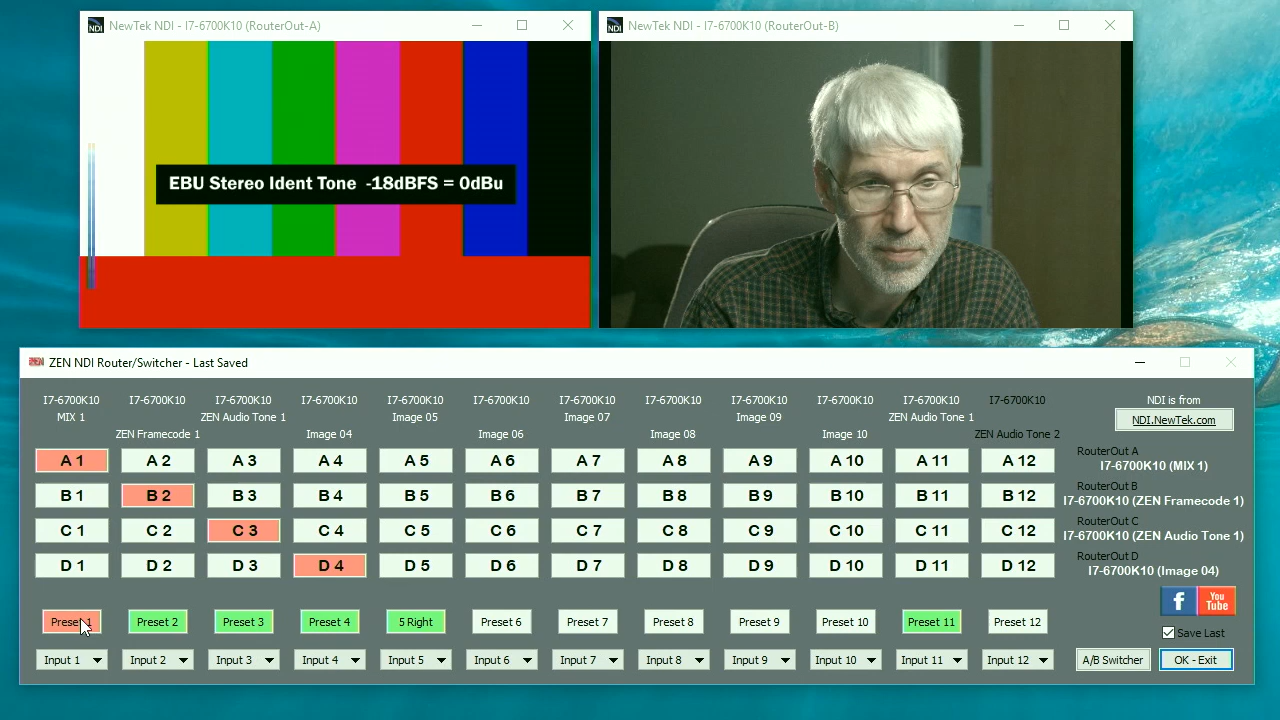 NDI NewTek NDI - I7-6700K10 (RouterOut-A)
NDI NewTek NDI - I7-6700K10 (RouterOut-B)
EBU Stereo Ident Tone -18dBFS = 0dBu
ZEN ZEN NDI Router/Switcher - Last Saved
I7-6700K10 I7-6700K10 I7-6700K10 I7-6700K10 I7-6700K10 I7-6700K10 I7-6700K10 I7-6700K10 I7-6700K10 I7-6700K10 I7-6700K10 I7-6700K10 NDI is from
MIX 1 ZEN Audio Tone 1 Image 05 Image 07 Image 09 ZEN Audio Tone 1 NDI.NewTek.com
ZEN Framecode 1 Image 04 Image 06 Image 08 Image 10 ZEN Audio Tone 2
A 1 A 2 A 3 A 4 A 5 A 6 A 7 A 8 A 9 A 10 A 11 A 12
RouterOut A
I7-6700K10 (MIX 1)
B 1 B 2 B 3 B 4 B 5 B 6 B 7 B 8 B 9 B 10 B 11 B 12
RouterOut B
I7-6700K10 (ZEN Framecode 1)
C 1 C 2 C 3 C 4 C 5 C 6 C 7 C 8 C 9 C 10 C 11 C 12
RouterOut C
I7-6700K10 (ZEN Audio Tone 1)
D 1 D 2 D 3 D 4 D 5 D 6 D 7 D 8 D 9 D 10 D 11 D 12
RouterOut D
I7-6700K10 (Image 04)
f You Tube
Preset 1 Preset 2 Preset 3 Preset 4 5 Right Preset 6 Preset 7 Preset 8 Preset 9 Preset 10 Preset 11 Preset 12
Save Last
Input 1 Input 2 Input 3 Input 4 Input 5 Input 6 Input 7 Input 8 Input 9 Input 10 Input 11 Input 12 A/B Switcher OK - Exit